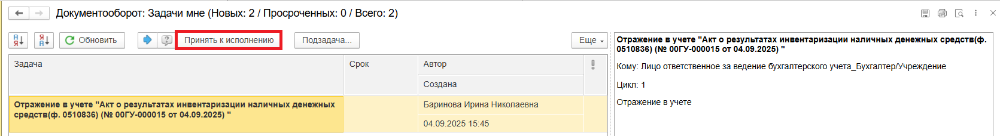 Документооборот: Задачи мне (Новых: 2 / Просроченных: 0 / Всего: 2)
А Я
Я А
Обновить
?
Принять к исполнению
Подзадача...
Еще
Задача
Срок
Автор
Создана
Отражение в учете "Акт о результатах инвентаризации наличных денежных
средств(ф. 0510836) (№ 00ГУ-000015 от 04.09.2025) "
Баринова Ирина Николаевна
04.09.2025 15:45
Отражение в учете "Акт о результатах инвентаризации наличных денежных средств(ф.
0510836) (№ 00ГУ-000015 от 04.09.2025) "
Кому: Лицо ответственное за ведение бухгалтерского учета_Бухгалтер/Учреждение
Цикл: 1
Отражение в учете